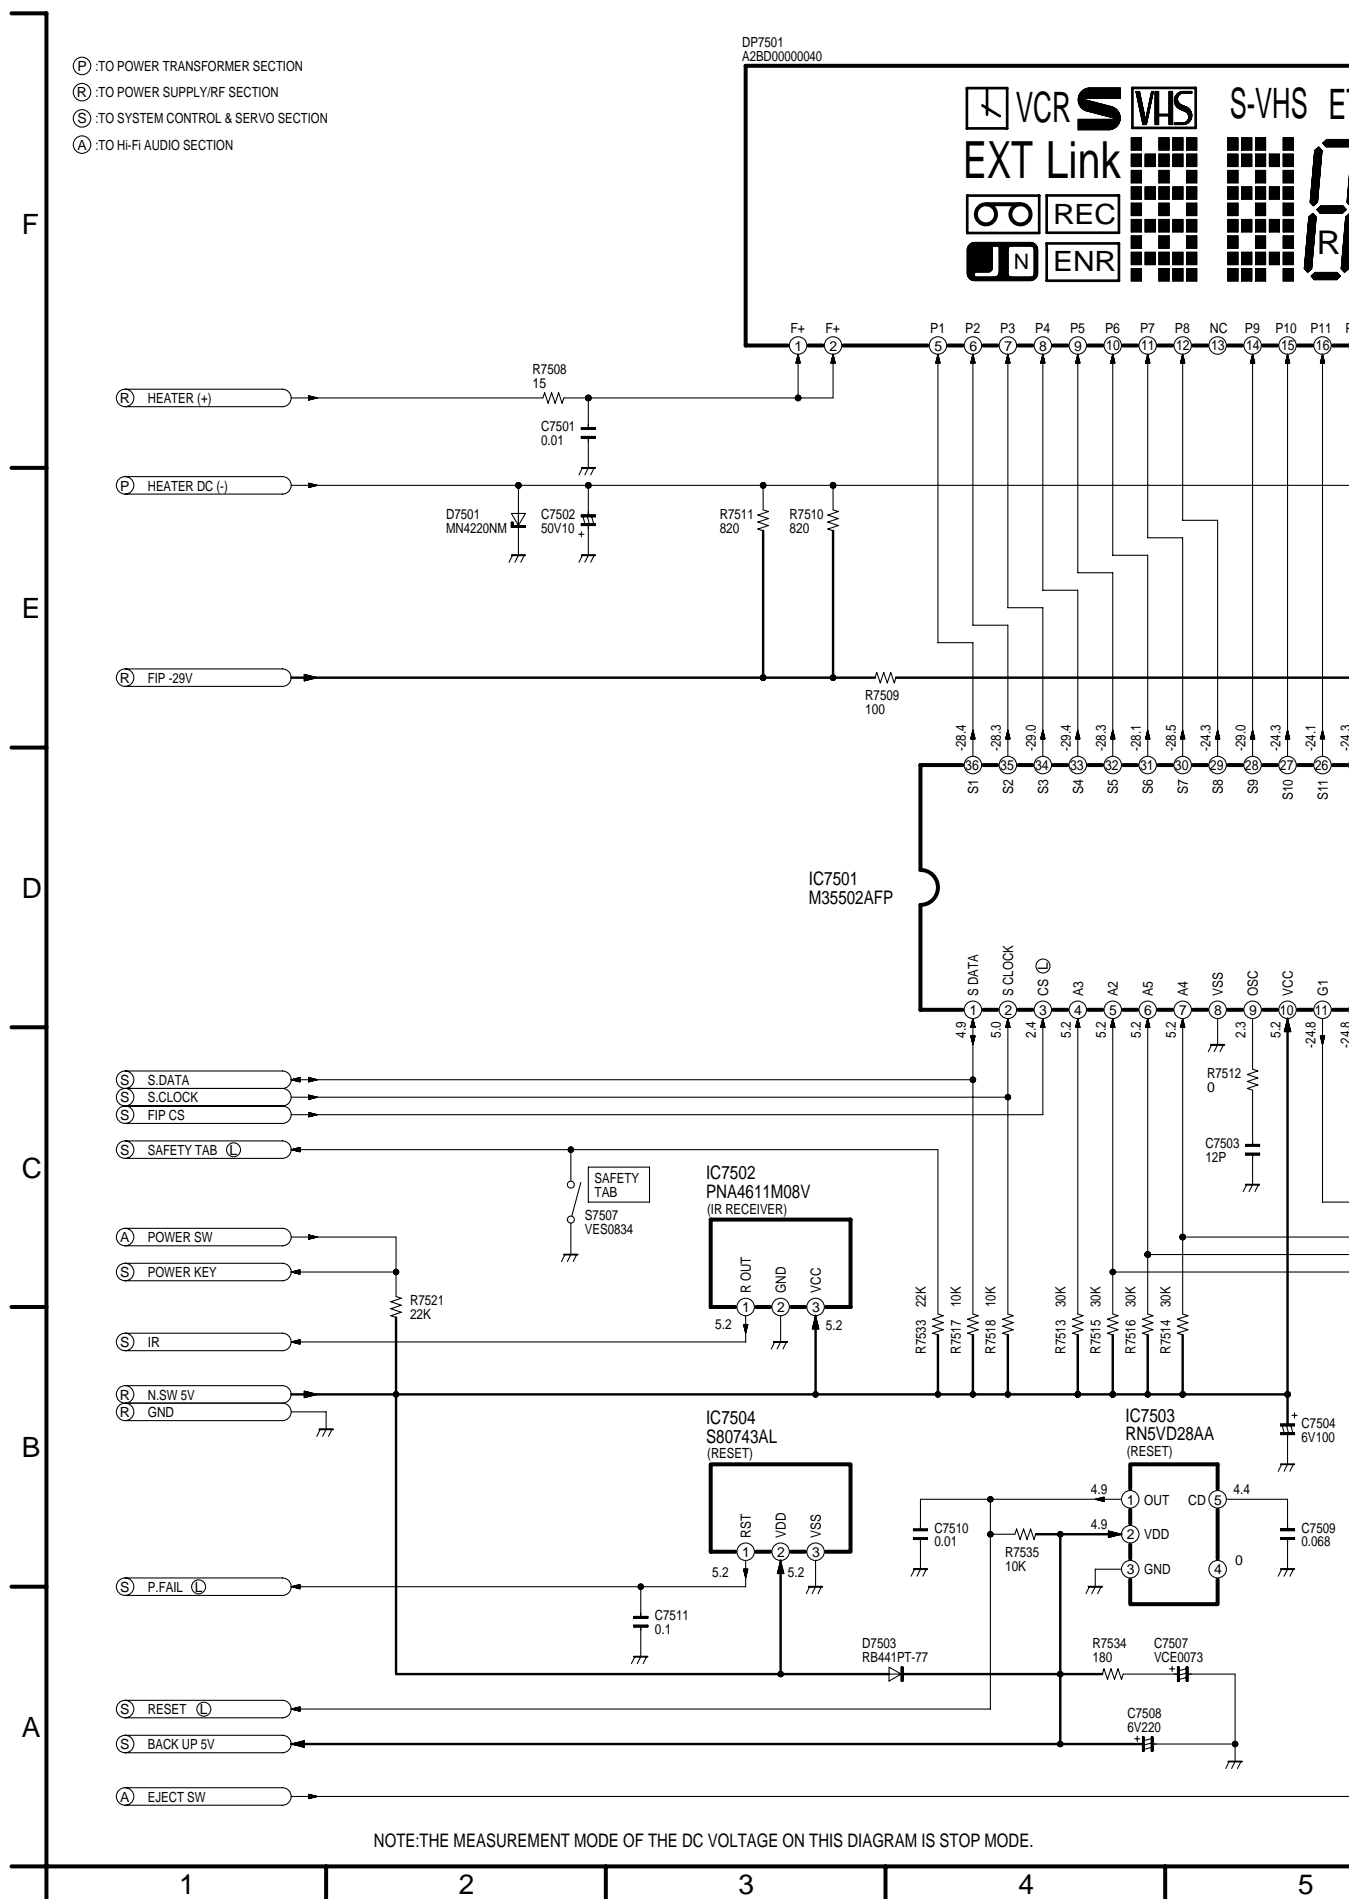 DP7501
A2BD00000040
Ⓟ :TO POWER TRANSFORMER SECTION
Ⓡ :TO POWER SUPPLY/RF SECTION
Ⓢ :TO SYSTEM CONTROL & SERVO SECTION
Ⓐ :TO Hi-Fi AUDIO SECTION
VCR S VHS S-VHS
EXT Link
REC
R
N ENR
F
F+ F+ P1 P2 P3 P4 P5 P6 P7 P8 NC P9 P10 P11
1 2 5 6 7 8 9 10 11 12 13 14 15 16
R7508
15
R HEATER (+)
C7501
0.01
P HEATER DC (-)
D7501
MN4220NM
C7502
50V10
+
R7511
820
R7510
820
E
R FIP -29V
R7509
100
-28.4 -28.3 -29.0 -29.4 -28.3 -28.1 -28.5 -24.3 -29.0 -24.3 -24.1 -24.3
36 35 34 33 32 31 30 29 28 27 26
S1 S2 S3 S4 S5 S6 S7 S8 S9 S10 S11
D
IC7501
M35502AFP
S DATA S CLOCK CS Ⓛ A3 A2 A5 A4 VSS OSC VCC G1
1 2 3 4 5 6 7 8 9 10 11
4.9 5.0 2.4 5.2 5.2 5.2 5.2 2.3 5.2 -24.8 -24.8
S S.DATA
S S.CLOCK
S FIP CS
R7512
0
S SAFETY TAB Ⓛ
C7503
12P
C
SAFETY
TAB
S7507
VES0834
IC7502
PNA4611M08V
(IR RECEIVER)
A POWER SW
S POWER KEY
R OUT GND VCC
1 2 3
5.2 5.2
R7521
22K
R7533 22K
R7517 10K
R7518 10K
R7513 30K
R7515 30K
R7516 30K
R7514 30K
S IR
R N.SW 5V
R GND
IC7504
S80743AL
(RESET)
IC7503
RN5VD28AA
(RESET)
+
C7504
6V100
B
4.9 1 OUT CD 5 4.4
4.9 2 VDD
3 GND 4 0
C7510
0.01
R7535
10K
C7509
0.068
RST VDD VSS
1 2 3
5.2 5.2
S P.FAIL Ⓛ
C7511
0.1
D7503
RB441PT-77
R7534
180
C7507
VCE0073
+
S RESET Ⓛ
C7508
6V220
+
A
S BACK UP 5V
A EJECT SW
NOTE:THE MEASUREMENT MODE OF THE DC VOLTAGE ON THIS DIAGRAM IS STOP MODE.
1 2 3 4 5